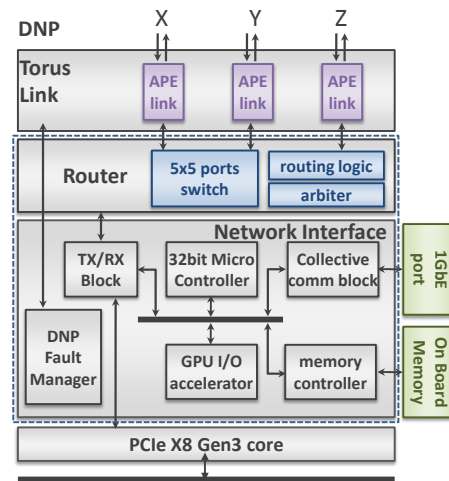 DNP
X Y Z
Torus
Link
APE
link
APE
link
APE
link
Router
5x5 ports
switch
routing logic
arbiter
Network Interface
TX/RX
Block
32bit Micro
Controller
Collective
comm block
1GbE
port
DNP
Fault
Manager
GPU I/O
accelerator
memory
controller
On Board
Memory
PCIe X8 Gen3 core